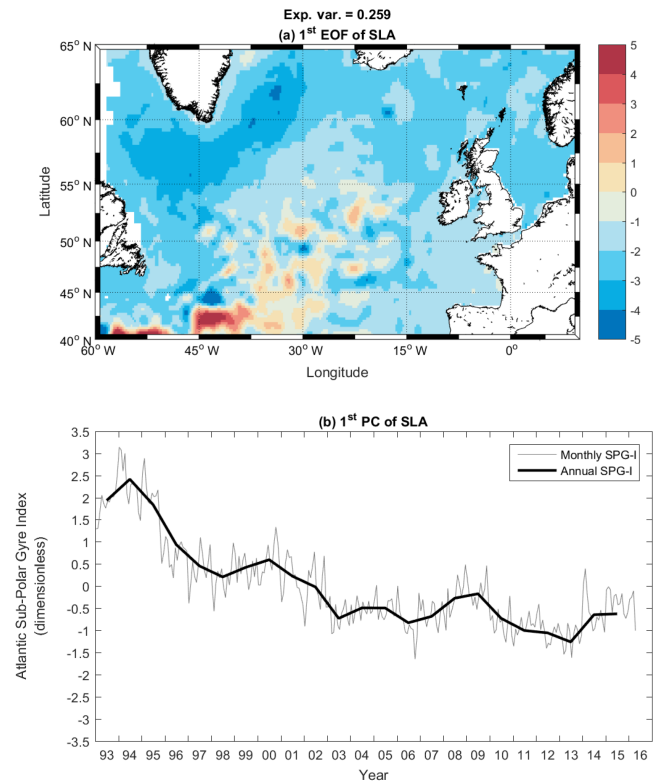 Exp. var. = 0.259
(a) 1st EOF of SLA
65° N
60° N
55° N
50° N
45° N
40° N
Latitude
60° W
45° W
30° W
15° W
0°
Longitude
5
4
3
2
1
0
-1
-2
-3
-4
-5
(b) 1st PC of SLA
Monthly SPG-I
Annual SPG-I
3.5
3
2.5
2
1.5
1
0.5
0
-0.5
-1
-1.5
-2
-2.5
-3
-3.5
Atlantic Sub-Polar Gyre Index
(dimensionless)
93 94 95 96 97 98 99 00 01 02 03 04 05 06 07 08 09 10 11 12 13 14 15 16
Year